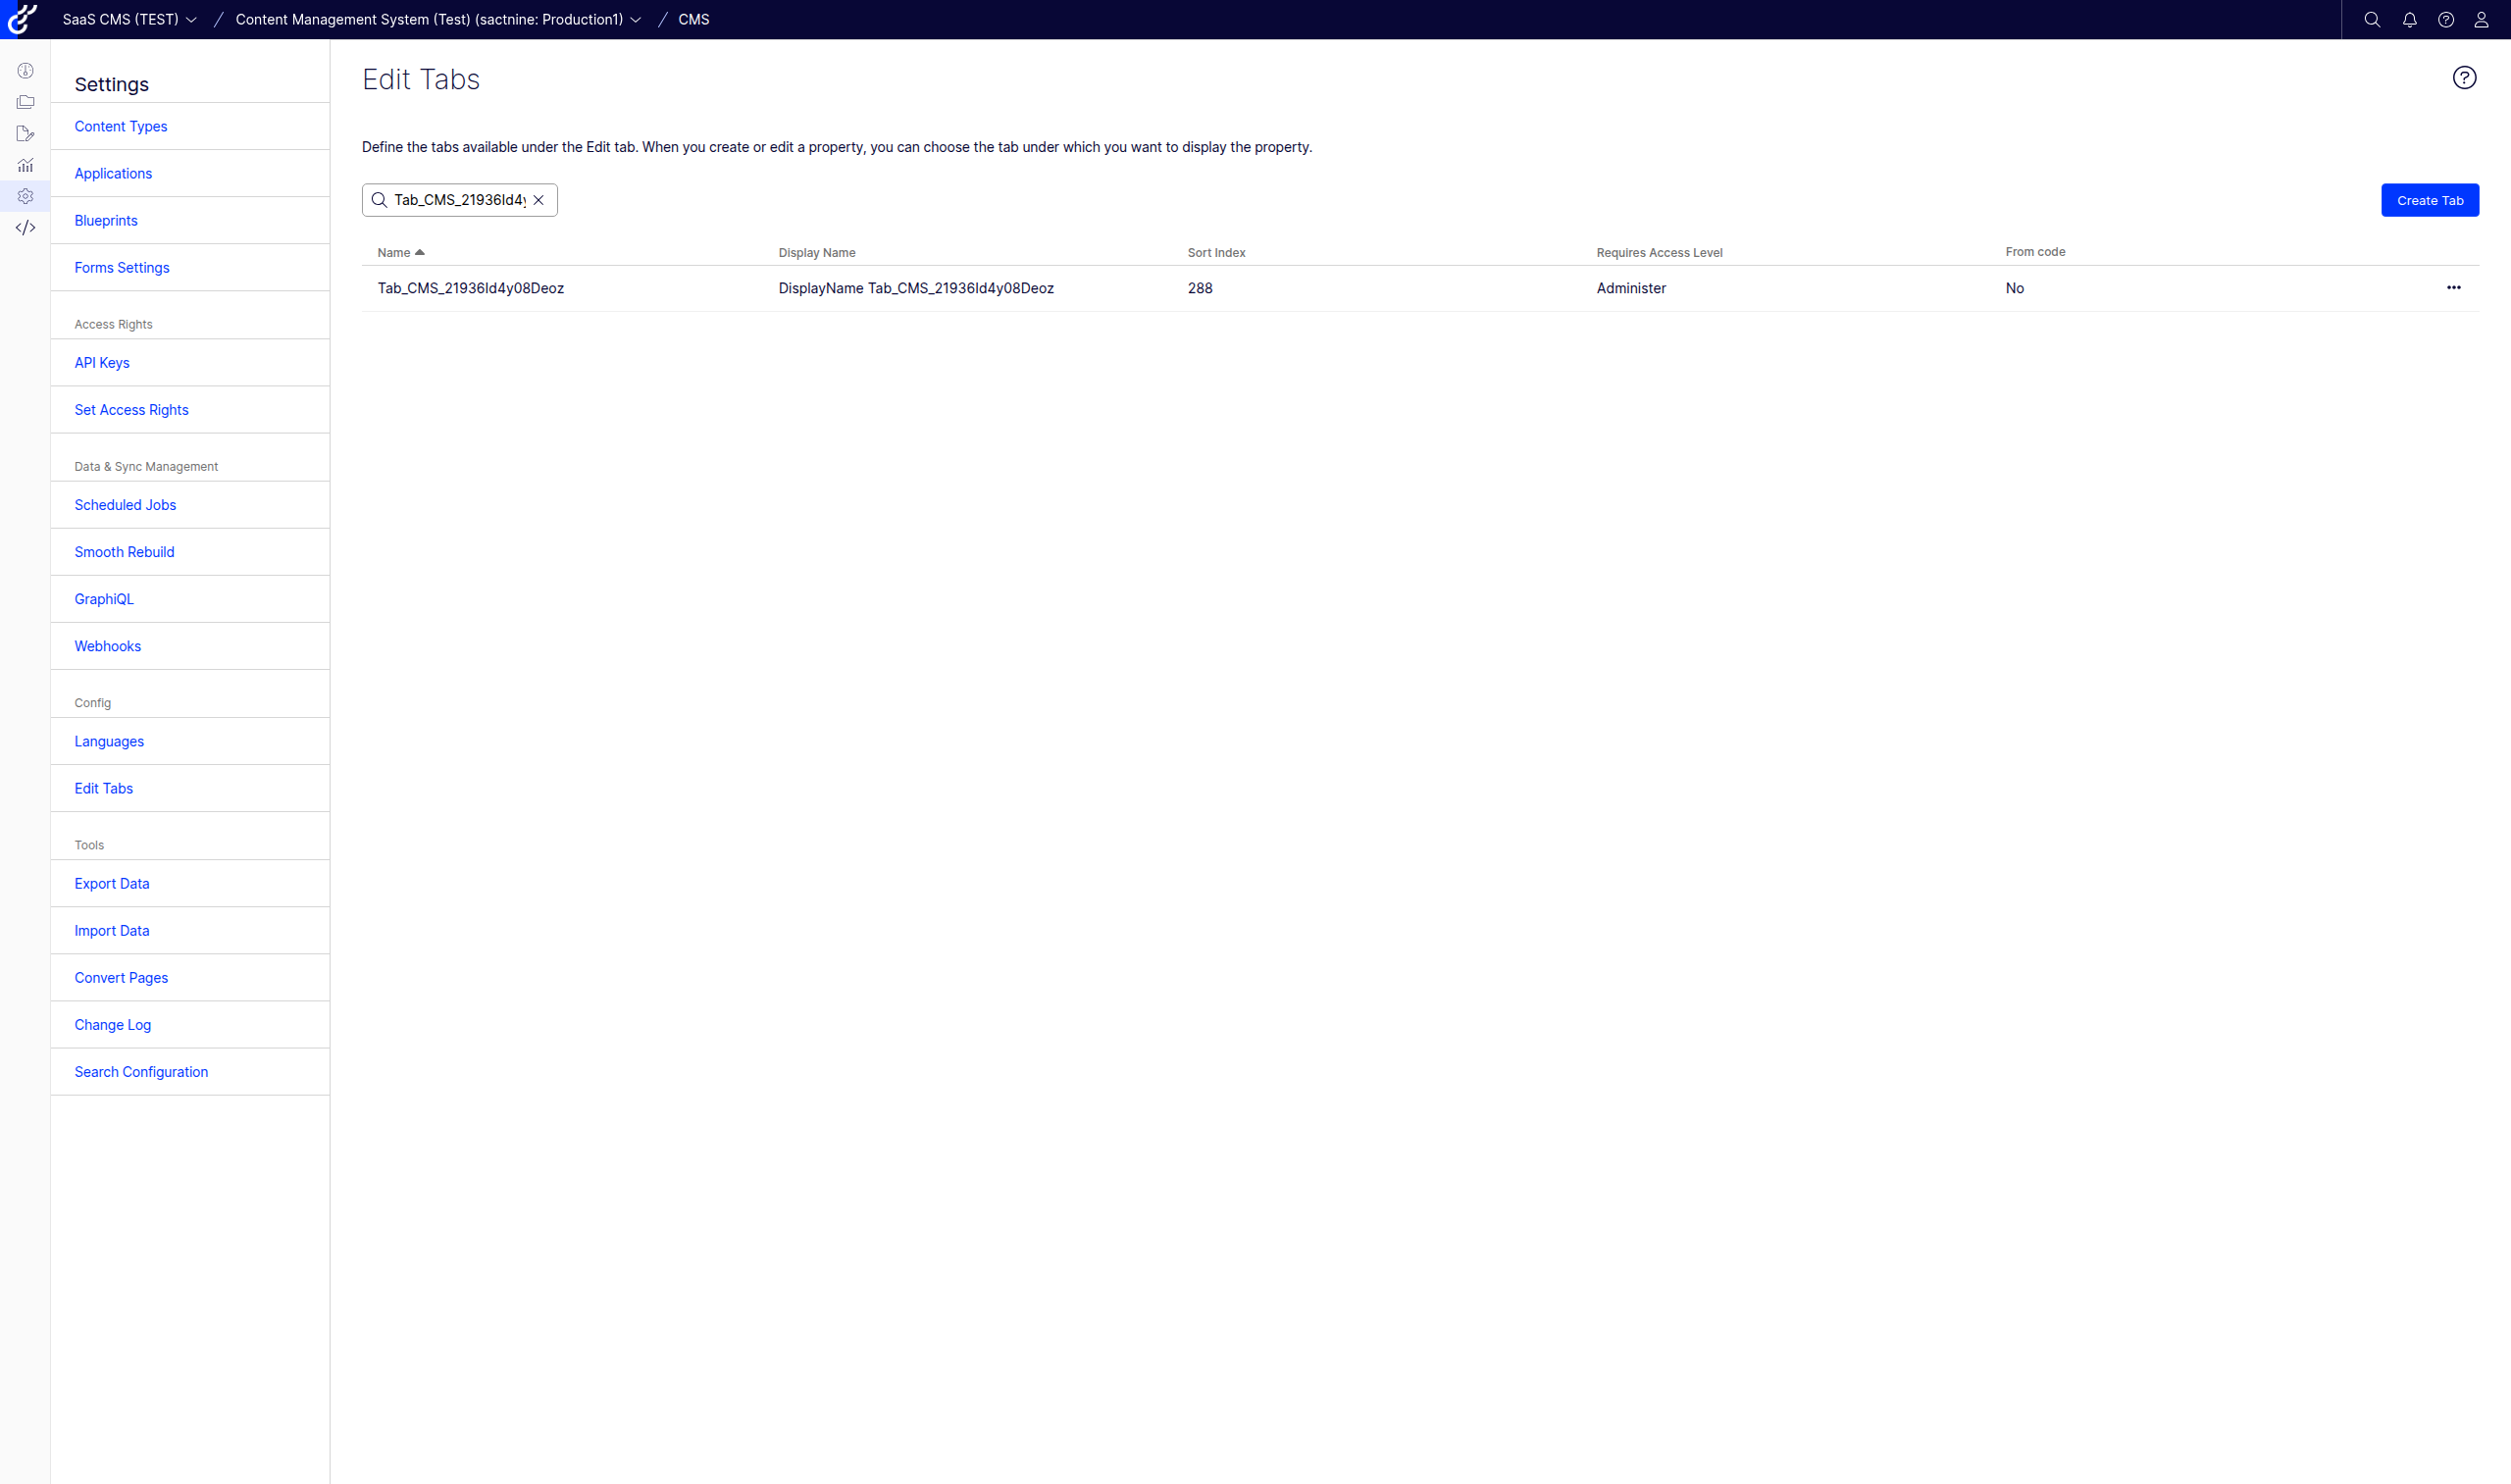 SaaS CMS (TEST) / Content Management System (Test) (sactnine: Production1) / CMS
Settings
Content Types
Applications
Blueprints
Forms Settings
Access Rights
API Keys
Set Access Rights
Data & Sync Management
Scheduled Jobs
Smooth Rebuild
GraphiQL
Webhooks
Config
Languages
Edit Tabs
Tools
Export Data
Import Data
Convert Pages
Change Log
Search Configuration
Edit Tabs
Define the tabs available under the Edit tab. When you create or edit a property, you can choose the tab under which you want to display the property.
Tab_CMS_21936Id4y
Create Tab
Name Display Name Sort Index Requires Access Level From code
Tab_CMS_21936Id4y08Deoz DisplayName Tab_CMS_21936Id4y08Deoz 288 Administer No